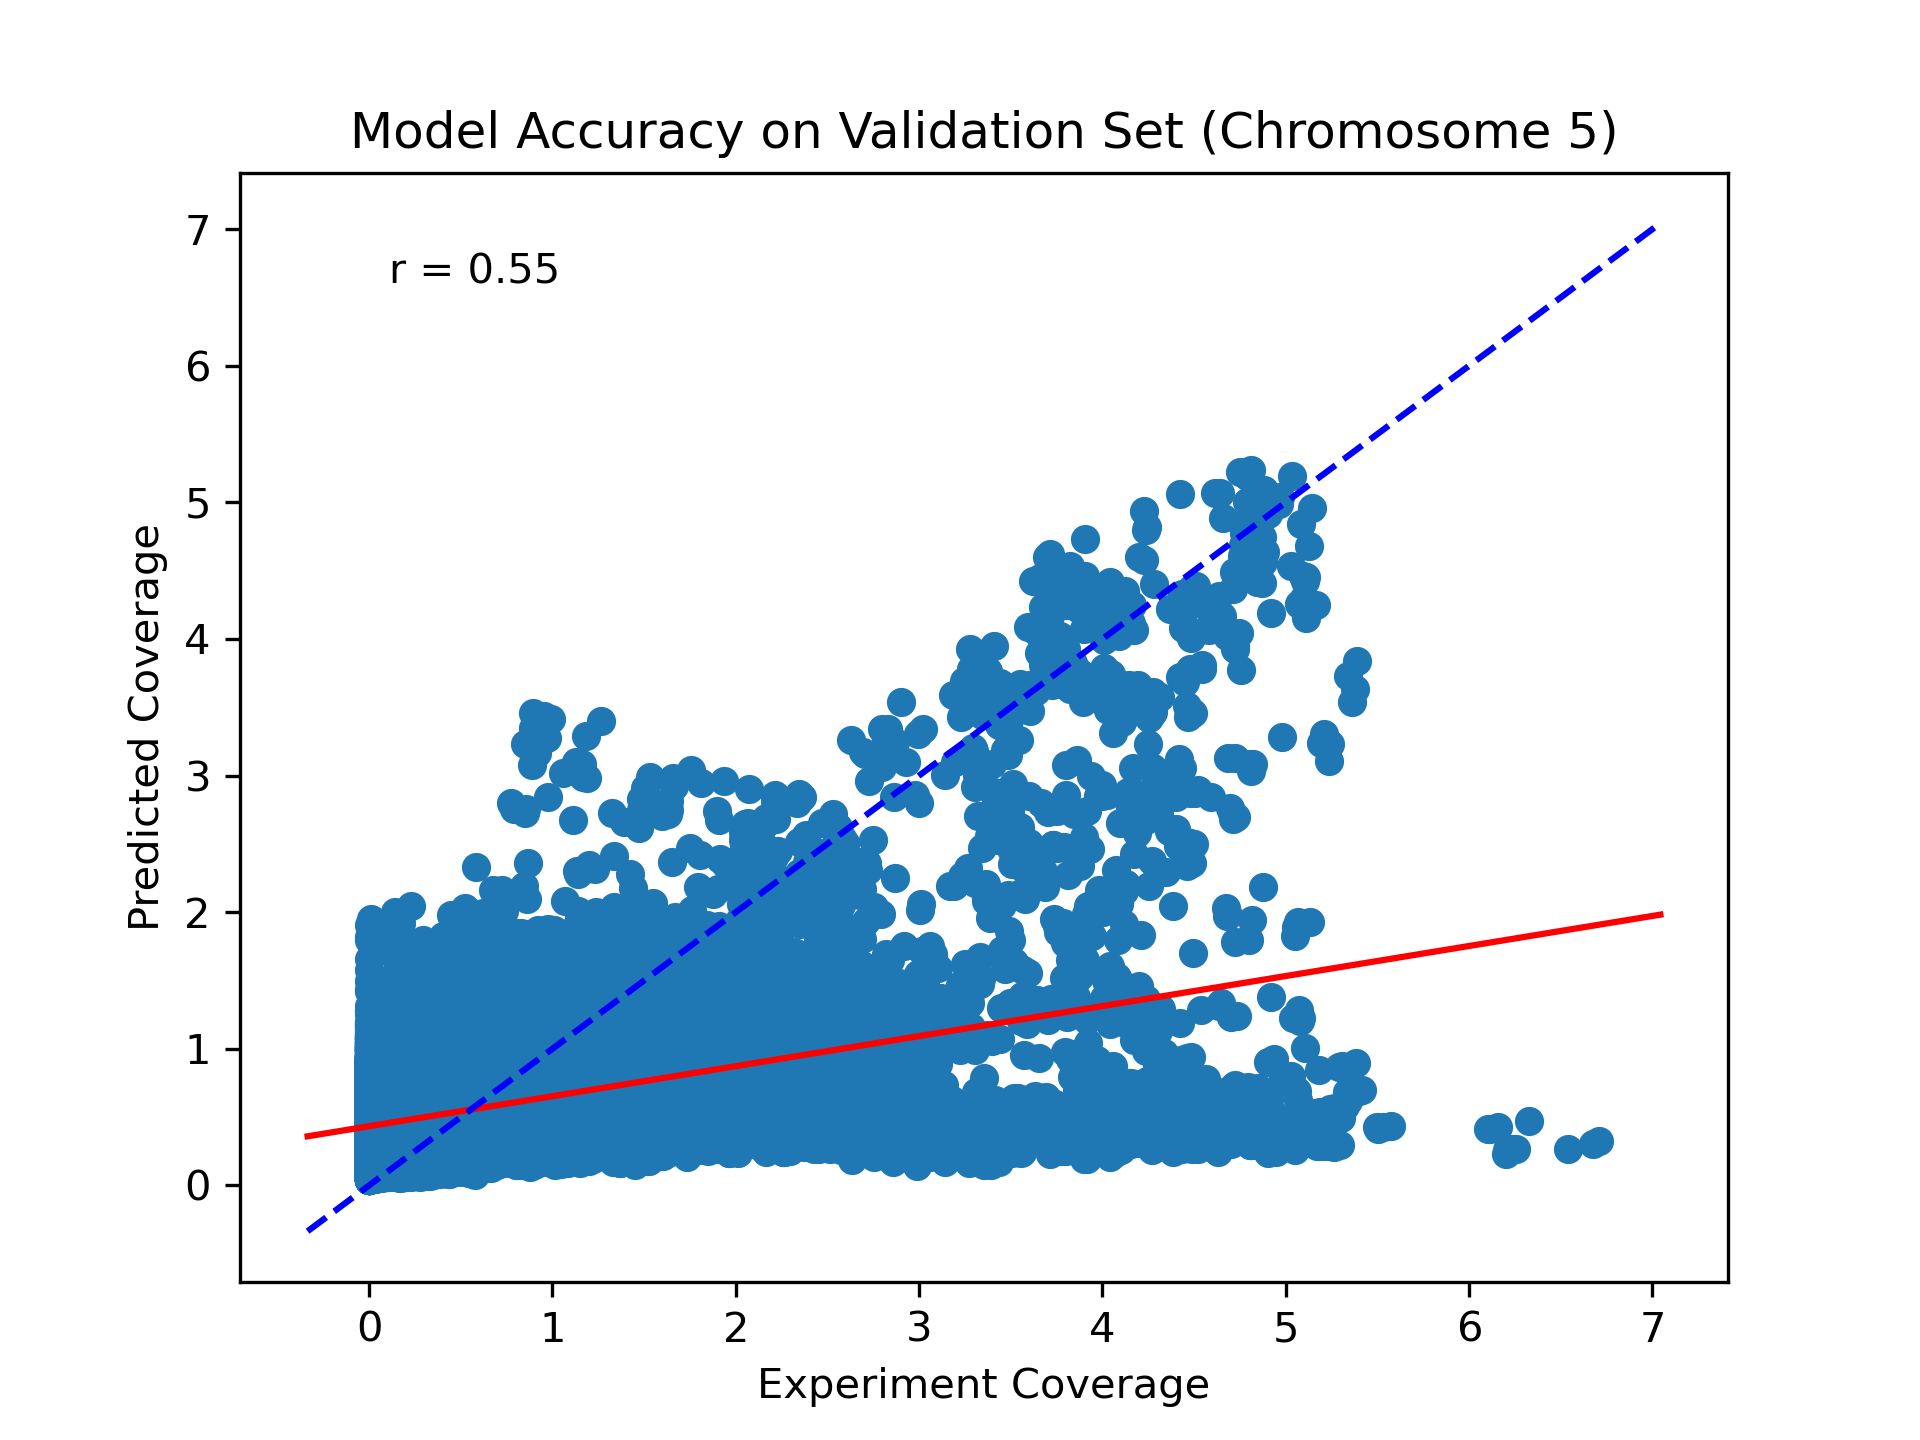 Model Accuracy on Validation Set (Chromosome 5)
r = 0.55
7
6
5
4
3
2
1
0
Predicted Coverage
0 1 2 3 4 5 6 7
Experiment Coverage